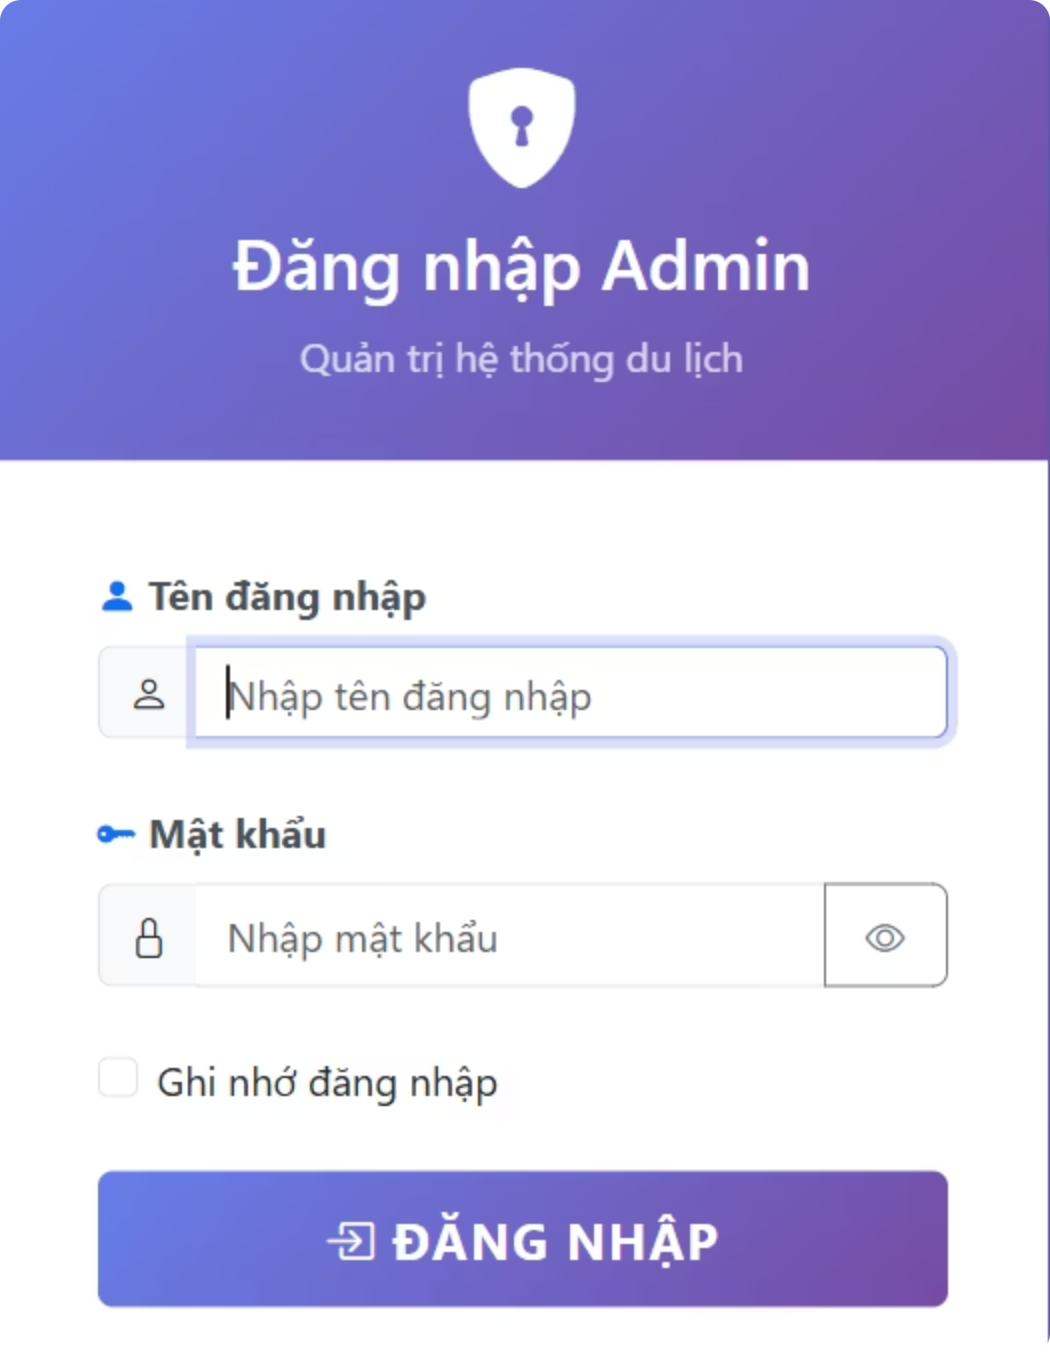 Đăng nhập Admin
Quản trị hệ thống du lịch
Tên đăng nhập
Nhập tên đăng nhập
Mật khẩu
Nhập mật khẩu
Ghi nhớ đăng nhập
ĐĂNG NHẬP